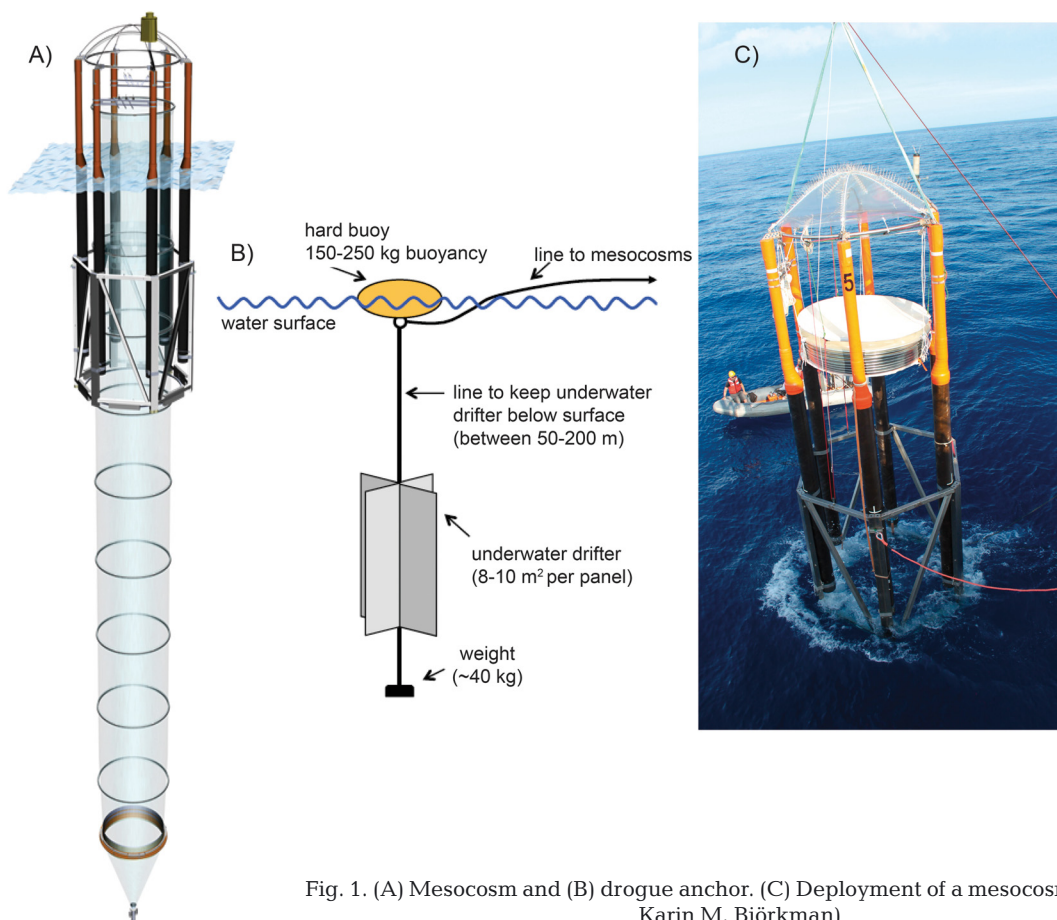 A)
B)
hard buoy
150-250 kg buoyancy
line to mesocosms
water surface
line to keep underwater
drifter below surface
(between 50-200 m)
underwater drifter
(8-10 m² per panel)
weight
(~40 kg)
C)
5
Fig. 1. (A) Mesocosm and (B) drogue anchor. (C) Deployment of a mesocosm
Karin M. Björkman)